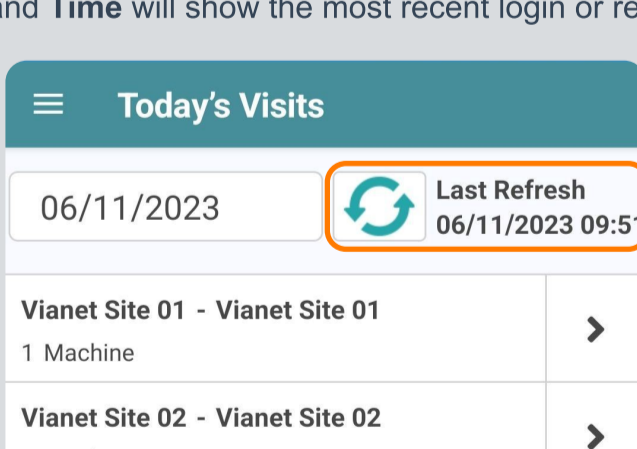 and Time will show the most recent login or re
Today's Visits
06/11/2023
Last Refresh
06/11/2023 09:51
Vianet Site 01 - Vianet Site 01
1 Machine
Vianet Site 02 - Vianet Site 02